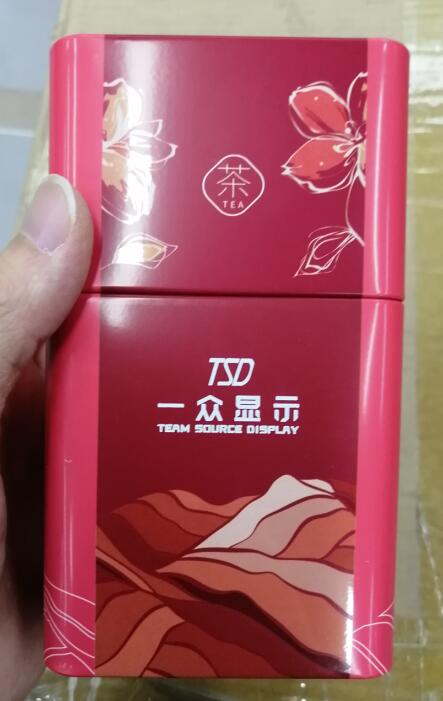 茶
TEA
TSD
一众显示
TEAM SOURCE DISPLAY